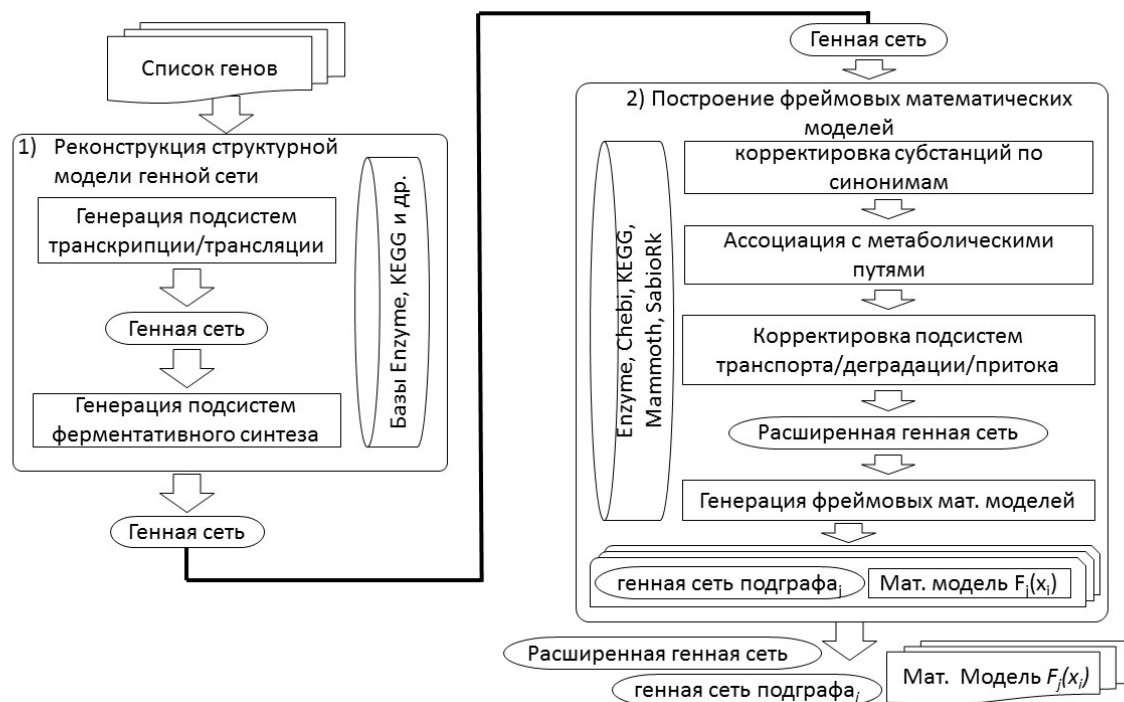 Список генов
1) Реконструкция структурной
модели генной сети
Генерация подсистем
транскрипции/трансляции
Генная сеть
Генерация подсистем
ферментативного синтеза
Базы Enzyme, KEGG и др.
Генная сеть
Генная сеть
2) Построение фреймовых математических
моделей
Enzyme, Chebi, KEGG,
Mammoth, SabioRk
корректировка субстанций по
синонимам
Ассоциация с метаболическими
путями
Корректировка подсистем
транспорта/деградации/притока
Расширенная генная сеть
Генерация фреймовых мат. моделей
генная сеть подграфаj
Мат. модель Fj(xi)
Расширенная генная сеть
генная сеть подграфаj
Мат. Модель Fj(xi)